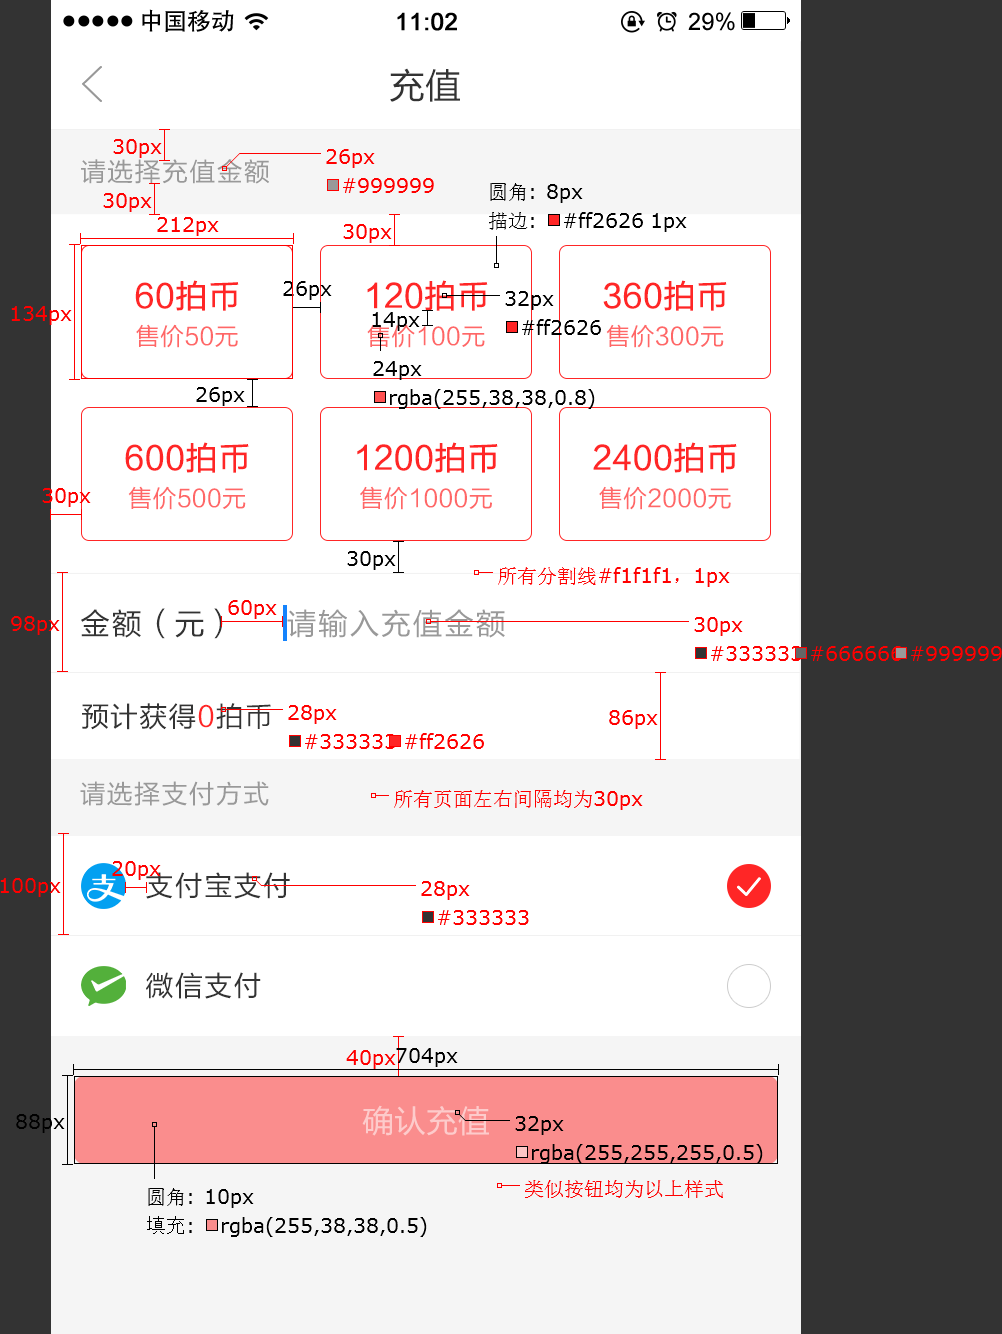 中国移动 11:02 29%
充值
30px
请选择充值金额
26px
#999999
30px
圆角: 8px
描边: #ff2626 1px
212px
30px
134px
60拍币
售价50元
26px
120拍币
售价100元
14px
32px
#ff2626
360拍币
售价300元
24px
rgba(255,38,38,0.8)
26px
600拍币
售价500元
1200拍币
售价1000元
2400拍币
售价2000元
30px
30px
所有分割线#f1f1f1，1px
98px
金额（元）
60px
请输入充值金额
30px
#333333 #666666 #999999
预计获得0拍币
28px
#333333 #ff2626
86px
请选择支付方式
所有页面左右间隔均为30px
100px
20px
支付宝支付
28px
#333333
微信支付
40px
704px
88px
确认充值
32px
rgba(255,255,255,0.5)
类似按钮均为以上样式
圆角: 10px
填充: rgba(255,38,38,0.5)